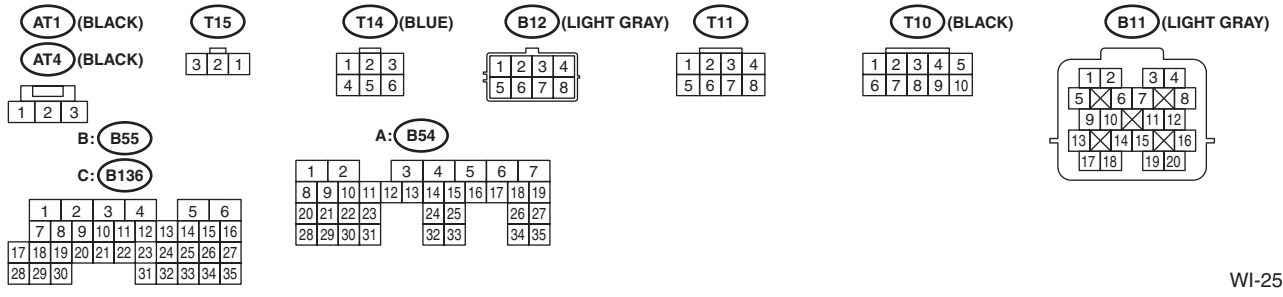 AT1 (BLACK) T15 T14 (BLUE) B12 (LIGHT GRAY) T11 T10 (BLACK) B11 (LIGHT GRAY)
AT4 (BLACK)
1 2 3
3 2 1
1 2 3
4 5 6
1 2 3 4
5 6 7 8
1 2 3 4
5 6 7 8
1 2 3 4 5
6 7 8 9 10
1 2 3 4
5 6 7 8
9 10 11 12
13 14 15 16
17 18 19 20
B: B55
C: B136
1 2 3 4 5 6
7 8 9 10 11 12 13 14 15 16
17 18 19 20 21 22 23 24 25 26 27
28 29 30 31 32 33 34 35
A: B54
1 2 3 4 5 6 7
8 9 10 11 12 13 14 15 16 17 18 19
20 21 22 23 24 25 26 27
28 29 30 31 32 33 34 35
WI-25